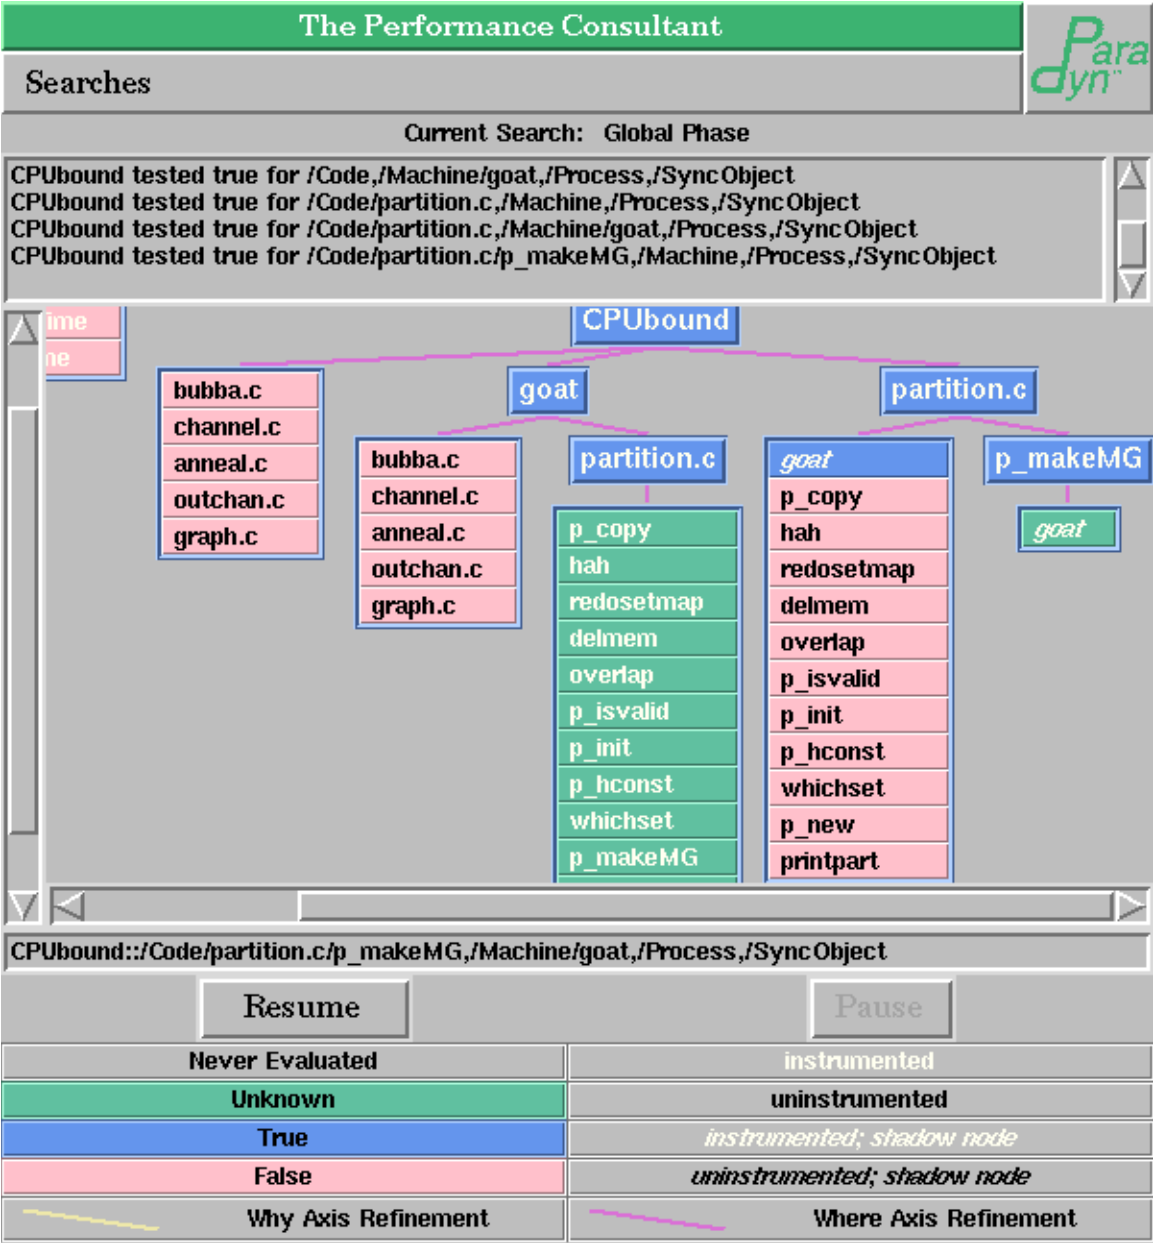 The Performance Consultant
Paradyn™
Searches
Current Search: Global Phase
CPUbound tested true for /Code,/Machine/goat,/Process,/SyncObject
CPUbound tested true for /Code/partition.c,/Machine,/Process,/SyncObject
CPUbound tested true for /Code/partition.c,/Machine/goat,/Process,/SyncObject
CPUbound tested true for /Code/partition.c/p_makeMG,/Machine,/Process,/SyncObject
CPUbound
bubba.c
channel.c
anneal.c
outchan.c
graph.c
goat
bubba.c
channel.c
anneal.c
outchan.c
graph.c
partition.c
p_copy
hah
redosetmap
delmem
overlap
p_isvalid
p_init
p_hconst
whichset
p_makeMG
partition.c
goat
p_copy
hah
redosetmap
delmem
overlap
p_isvalid
p_init
p_hconst
whichset
p_new
printpart
p_makeMG
goat
CPUbound::/Code/partition.c/p_makeMG,/Machine/goat,/Process,/SyncObject
Resume
Pause
Never Evaluated
instrumented
Unknown
uninstrumented
True
instrumented; shadow node
False
uninstrumented; shadow node
Why Axis Refinement
Where Axis Refinement